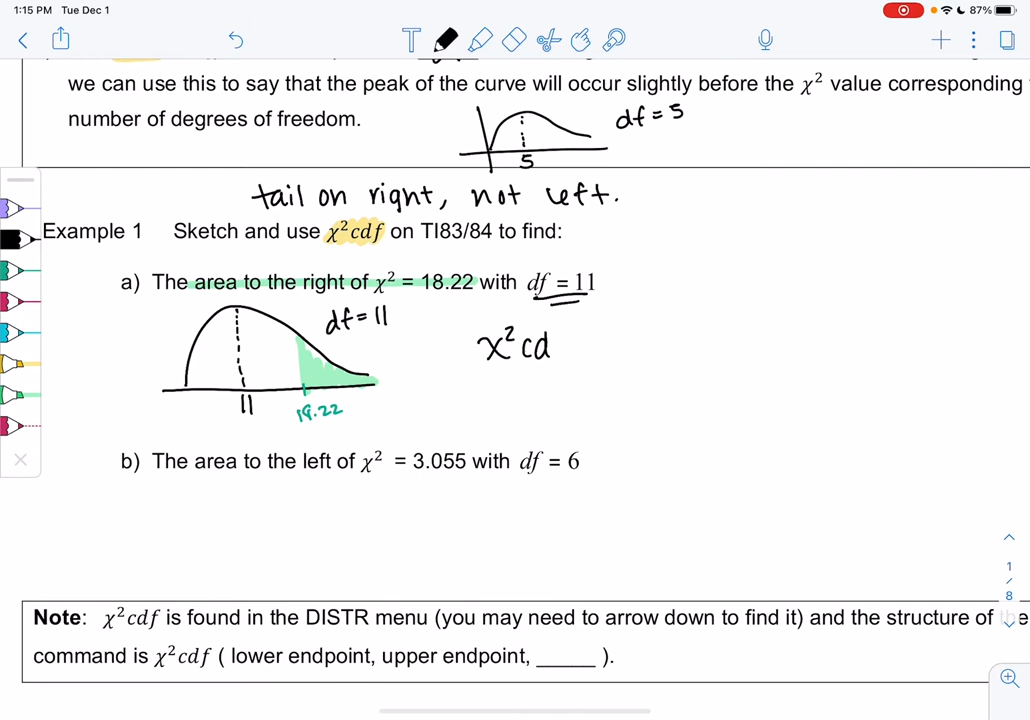 1:15 PM Tue Dec 1
87%
we can use this to say that the peak of the curve will occur slightly before the χ² value corresponding
number of degrees of freedom.
df = 5
5
tail on right, not left.
Example 1 Sketch and use χ²cdf on TI83/84 to find:
a) The area to the right of χ² = 18.22 with df = 11
df = 11
χ²cd
11
18.22
b) The area to the left of χ² = 3.055 with df = 6
1
/
8
Note: χ²cdf is found in the DISTR menu (you may need to arrow down to find it) and the structure of the
command is χ²cdf ( lower endpoint, upper endpoint, _____ ).